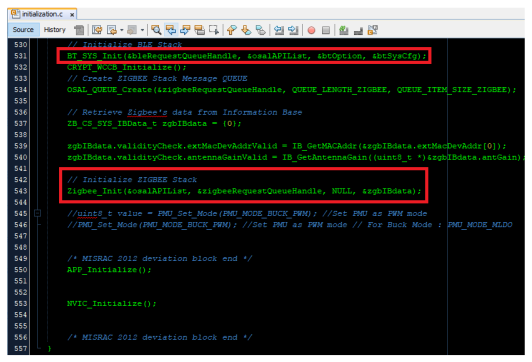 initialization.c x
Source History
530 // Initialize BLE Stack
531 BT_SYS_Init(&bleRequestQueueHandle, &osalAPIList, &btOption, &btSysCfg);
532 CRYPT_WCCB_Initialize();
533 // Create ZIGBEE Stack Message QUEUE
534 OSAL_QUEUE_Create(&zigbeeRequestQueueHandle, QUEUE_LENGTH_ZIGBEE, QUEUE_ITEM_SIZE_ZIGBEE);
535
536 // Retrieve Zigbee's data from Information Base
537 ZB_CS_SYS_IBData_t zgbIBdata = {0};
538
539 zgbIBdata.validityCheck.extMacDevAddrValid = IB_GetMACAddr(&zgbIBdata.extMacDevAddr[0]);
540 zgbIBdata.validityCheck.antennaGainValid = IB_GetAntennaGain((uint8_t *)&zgbIBdata.antGain);
541
542 // Initialize ZIGBEE Stack
543 Zigbee_Init(&osalAPIList, &zigbeeRequestQueueHandle, NULL, &zgbIBdata);
544
545 //uint8_t value = PMU_Set_Mode(PMU_MODE_BUCK_PWM); //Set PMU as PWM mode
546 //PMU_Set_Mode(PMU_MODE_BUCK_PWM); //Set PMU as PWM mode // For Buck Mode : PMU_MODE_MLDO
547
548
549 /* MISRAC 2012 deviation block end */
550 APP_Initialize();
551
552
553 NVIC_Initialize();
554
555
556 /* MISRAC 2012 deviation block end */
557 }